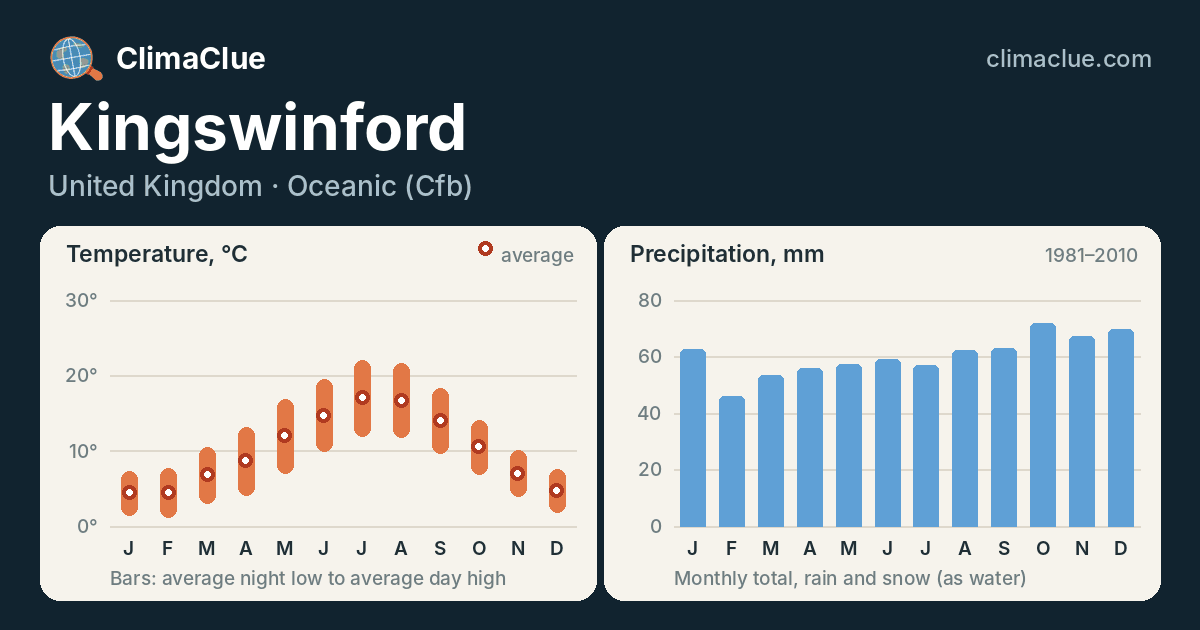 ClimaClue
climaclue.com
Kingswinford
United Kingdom · Oceanic (Cfb)
Temperature, °C
average
30°
20°
10°
0°
J F M A M J J A S O N D
Bars: average night low to average day high
Precipitation, mm
1981–2010
80
60
40
20
0
J F M A M J J A S O N D
Monthly total, rain and snow (as water)